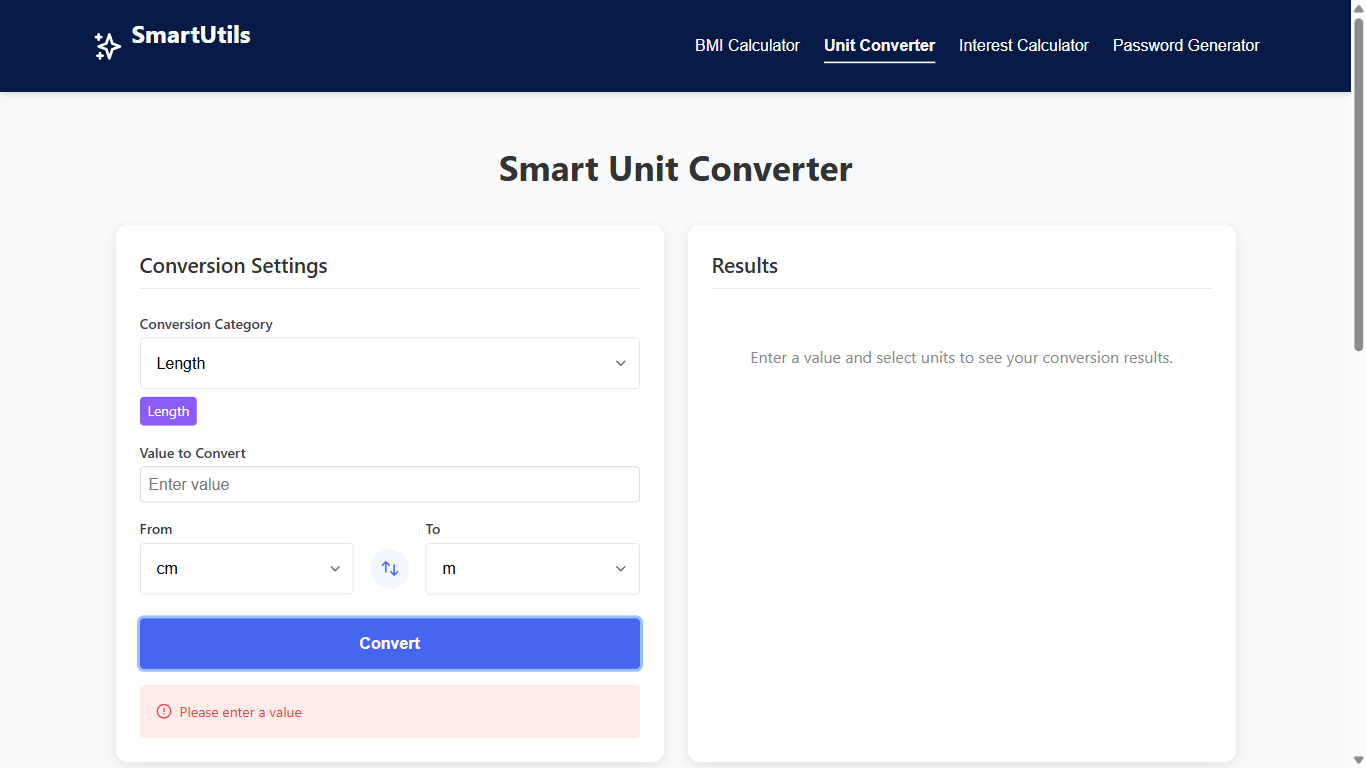 SmartUtils
BMI Calculator
Unit Converter
Interest Calculator
Password Generator
Smart Unit Converter
Conversion Settings
Conversion Category
Length
Length
Value to Convert
Enter value
From
To
cm
m
Convert
Please enter a value
Results
Enter a value and select units to see your conversion results.